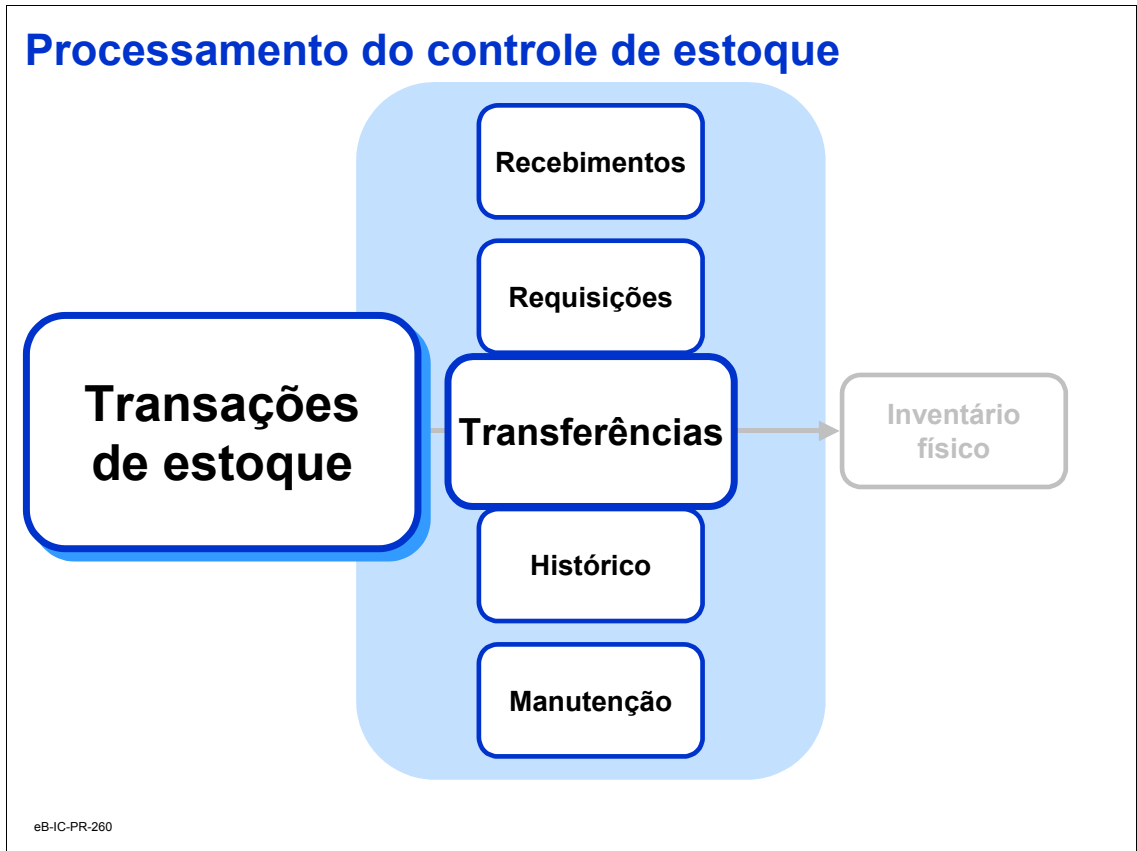 Processamento do controle de estoque
Recebimentos
Requisições
Transações
de estoque
Transferências
Inventário
físico
Histórico
Manutenção
eB-IC-PR-260